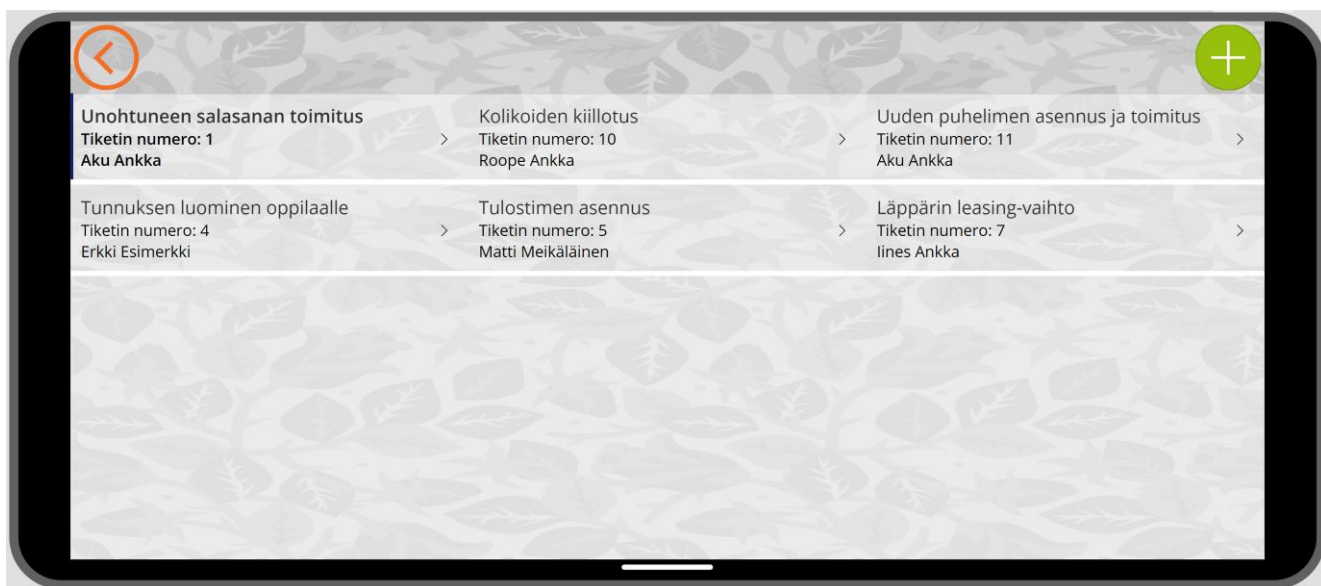 Unohtuneen salasanan toimitus
Tiketin numero: 1
Aku Ankka
Kolikoiden kiillotus
Tiketin numero: 10
Roope Ankka
Uuden puhelimen asennus ja toimitus
Tiketin numero: 11
Aku Ankka
Tunnuksen luominen oppilaalle
Tiketin numero: 4
Erkki Esimerkki
Tulostimen asennus
Tiketin numero: 5
Matti Meikäläinen
Läppärin leasing-vaihto
Tiketin numero: 7
Iines Ankka